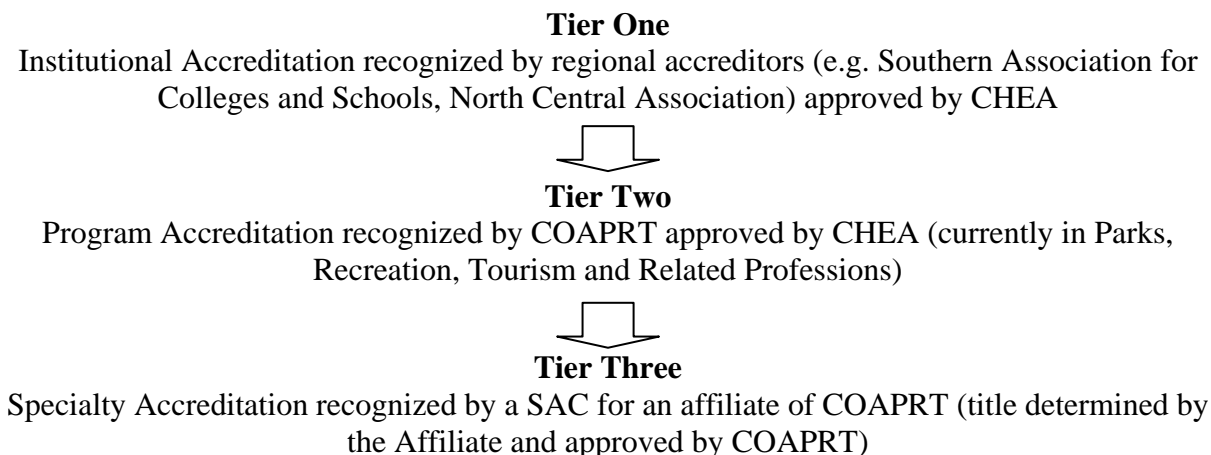 Tier One
Institutional Accreditation recognized by regional accreditors (e.g. Southern Association for
Colleges and Schools, North Central Association) approved by CHEA
Tier Two
Program Accreditation recognized by COAPRT approved by CHEA (currently in Parks,
Recreation, Tourism and Related Professions)
Tier Three
Specialty Accreditation recognized by a SAC for an affiliate of COAPRT (title determined by
the Affiliate and approved by COAPRT)